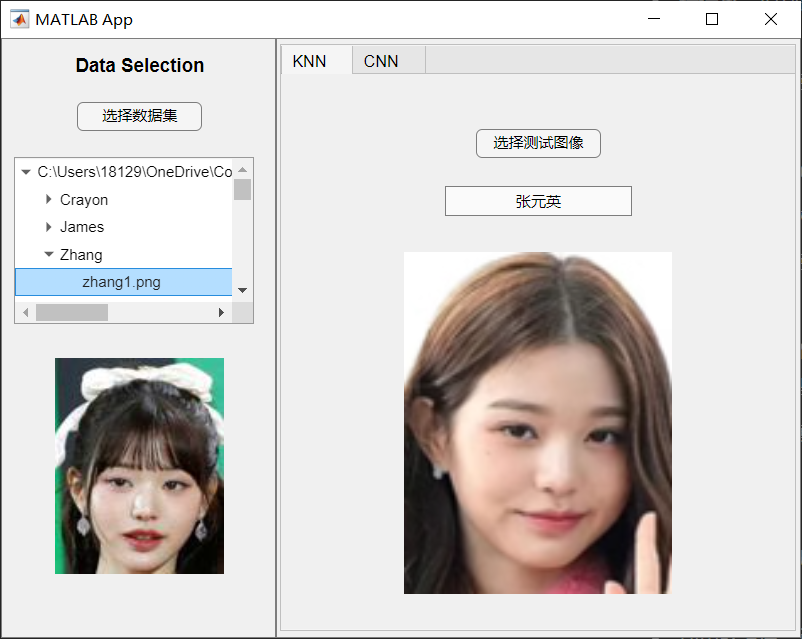 MATLAB App
Data Selection
选择数据集
C:\Users\18129\OneDrive\Co
Crayon
James
Zhang
zhang1.png
KNN
CNN
选择测试图像
张元英